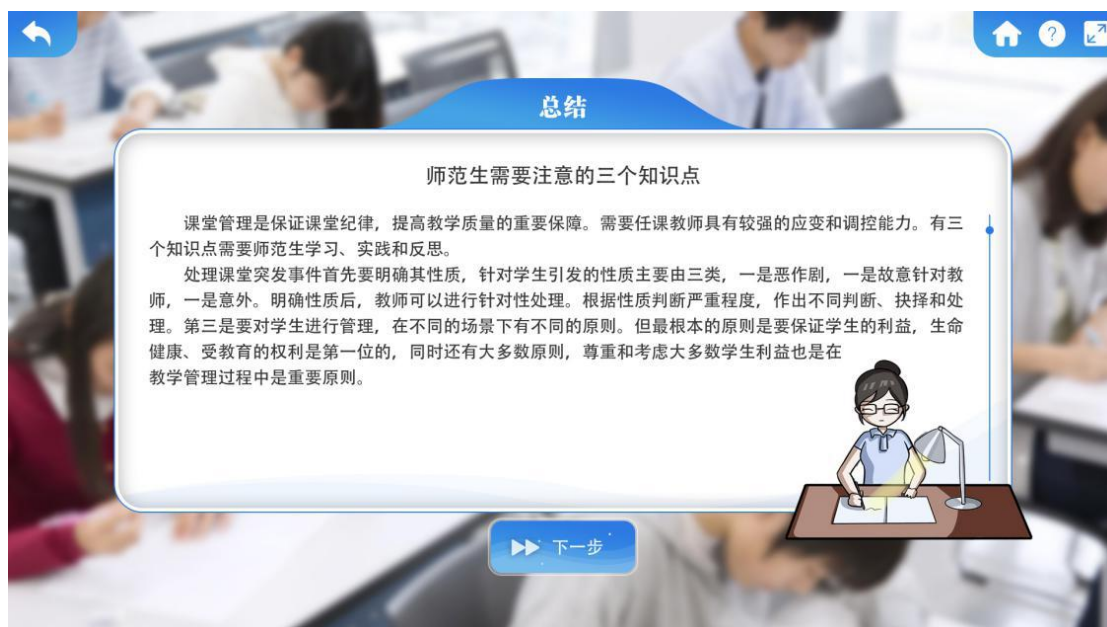 总结
师范生需要注意的三个知识点
课堂管理是保证课堂纪律，提高教学质量的重要保障。需要任课教师具有较强的应变和调控能力。有三
个知识点需要师范生学习、实践和反思。
处理课堂突发事件首先要明确其性质，针对学生引发的性质主要由三类，一是恶作剧，一是故意针对教
师，一是意外。明确性质后，教师可以进行针对性处理。根据性质判断严重程度，作出不同判断、抉择和处
理。第三是要对学生进行管理，在不同的场景下有不同的原则。但最根本的原则是要保证学生的利益，生命
健康、受教育的权利是第一位的，同时还有大多数原则，尊重和考虑大多数学生利益也是在
教学管理过程中是重要原则。
下一步